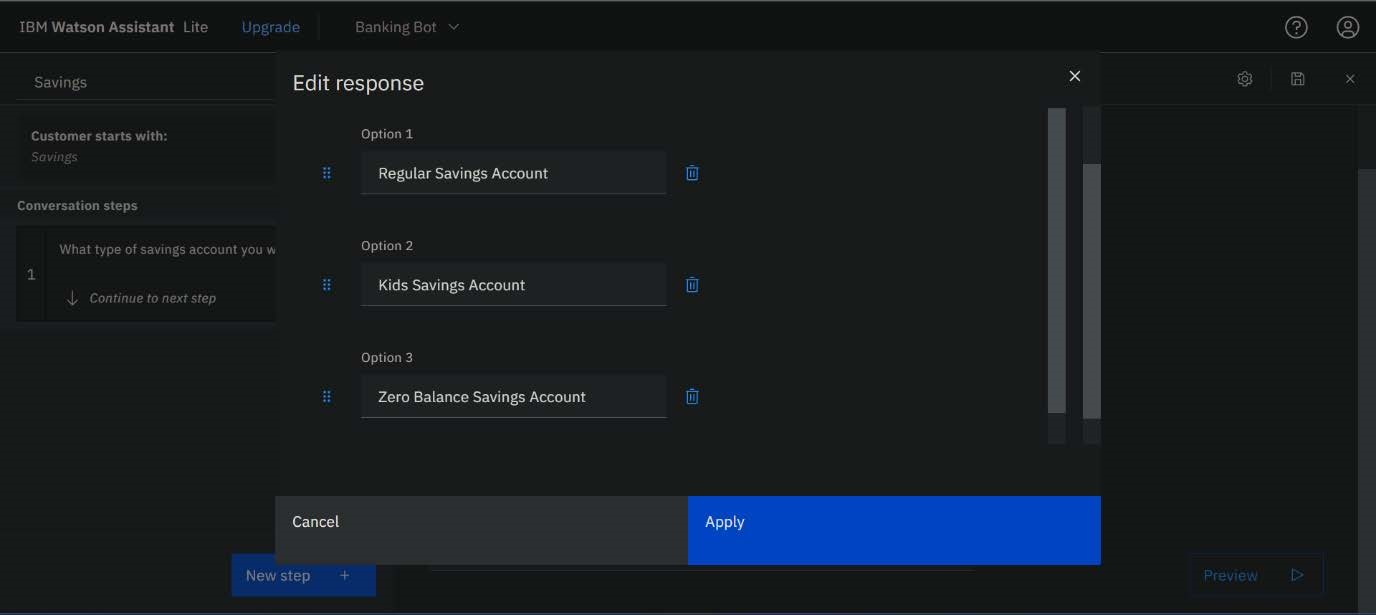 IBM Watson Assistant Lite Upgrade Banking Bot
Savings
Edit response
Customer starts with:
Savings
Conversation steps
1
What type of savings account you w
Continue to next step
Option 1
Regular Savings Account
Option 2
Kids Savings Account
Option 3
Zero Balance Savings Account
Cancel
Apply
New step +
Preview